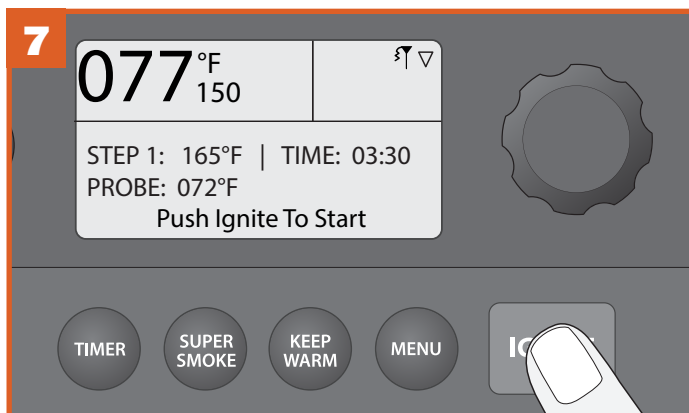 7
077°F
150
STEP 1: 165°F | TIME: 03:30
PROBE: 072°F
Push Ignite To Start
TIMER
SUPER
SMOKE
KEEP
WARM
MENU